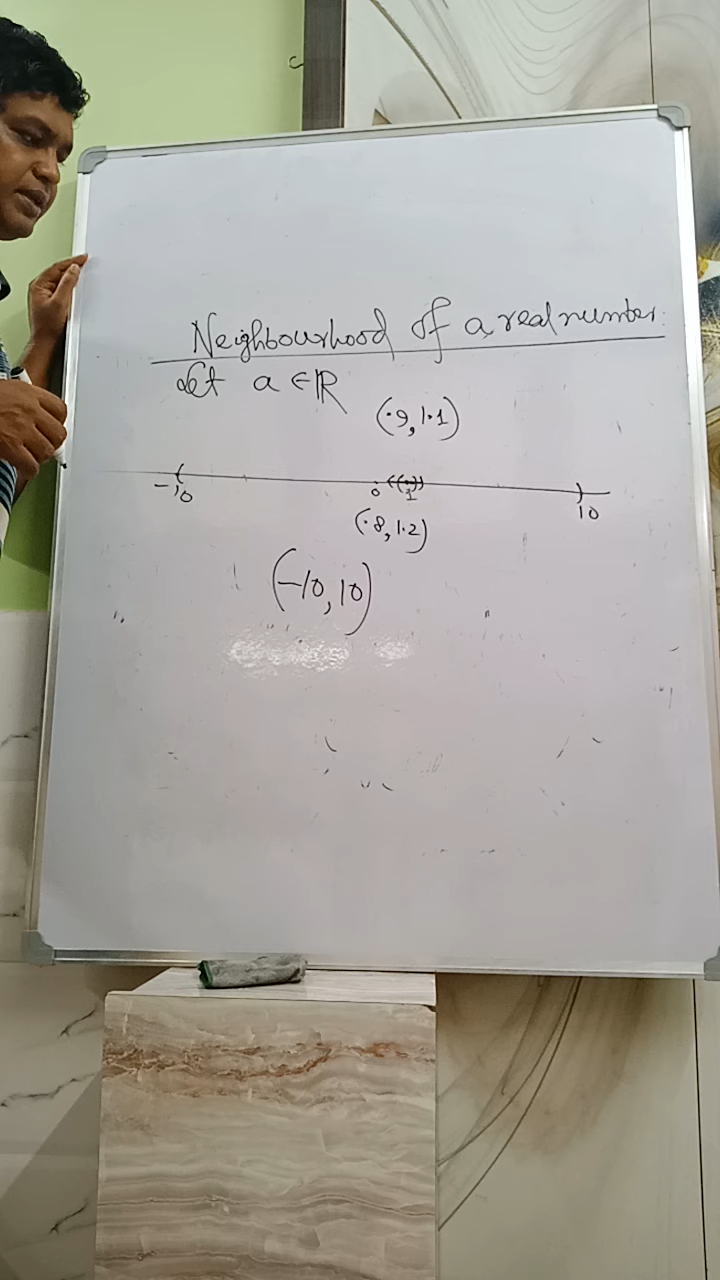 Neighbourhood of a real number.
Let a ∈ ℝ
(·9, 1·1)
-10 0 1 10
(·8, 1·2)
(-10, 10)